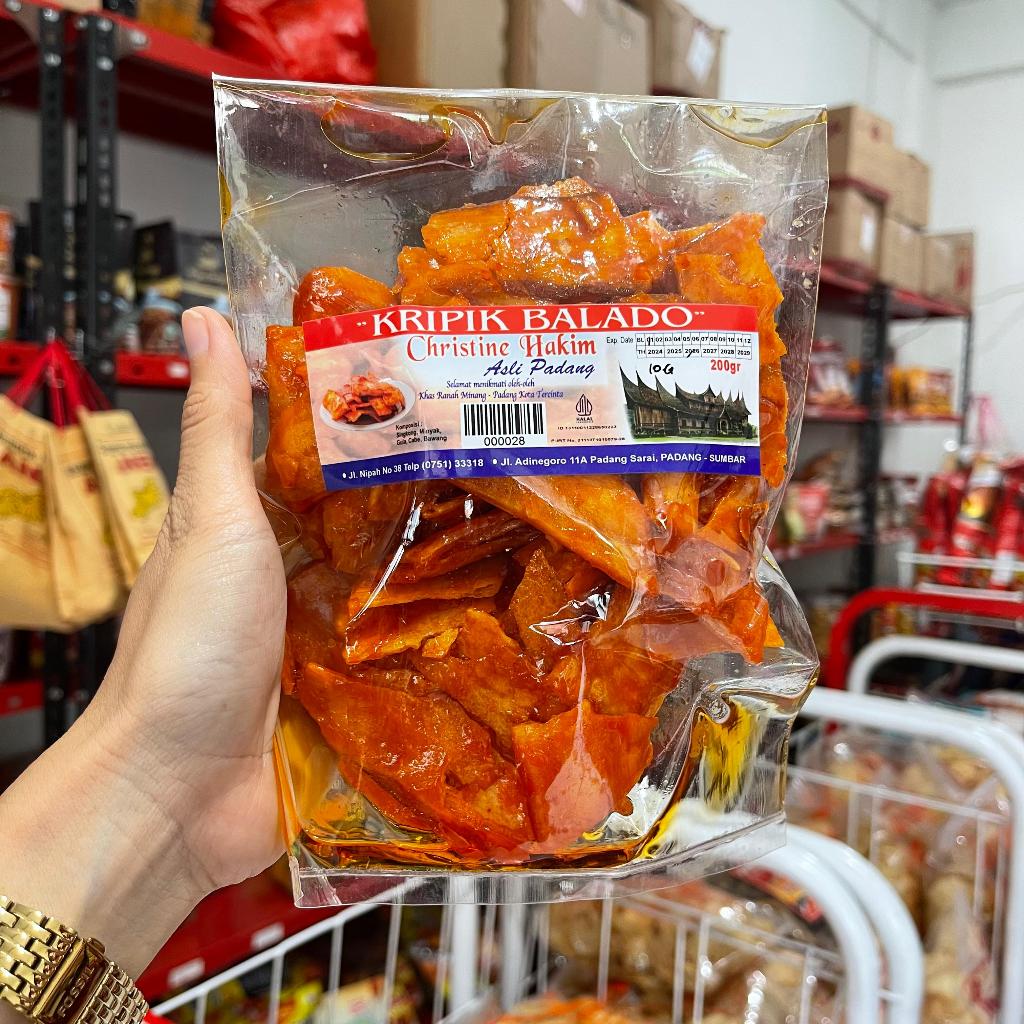 "KRIPIK BALADO"
Christine Hakim
Asli Padang
Selamat menikmati oleh-oleh
Khas Ranah Minang - Padang Kota Tercinta
Exp. Date BL 01 02 03 04 05 06 07 08 09 10 11 12
TH 2024 2025 2026 2027 2028 2029
10G
200gr
Komposisi :
Singkong, Minyak,
Gula, Cabe, Bawang
000028
HALAL
Jl. Nipah No 38 Telp (0751) 33318 • Jl. Adinegoro 11A Padang Sarai, PADANG - SUMBAR
FOSSIL